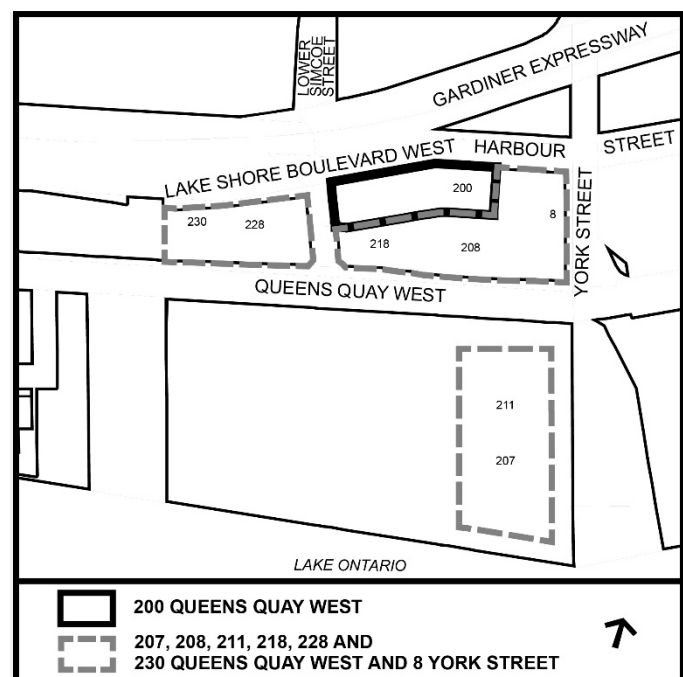 LOWER
SIMCOE
STREET
GARDINER EXPRESSWAY
LAKE SHORE BOULEVARD WEST
HARBOUR STREET
200
230
228
218
208
8
YORK STREET
QUEENS QUAY WEST
211
207
LAKE ONTARIO
200 QUEENS QUAY WEST
207, 208, 211, 218, 228 AND
230 QUEENS QUAY WEST AND 8 YORK STREET